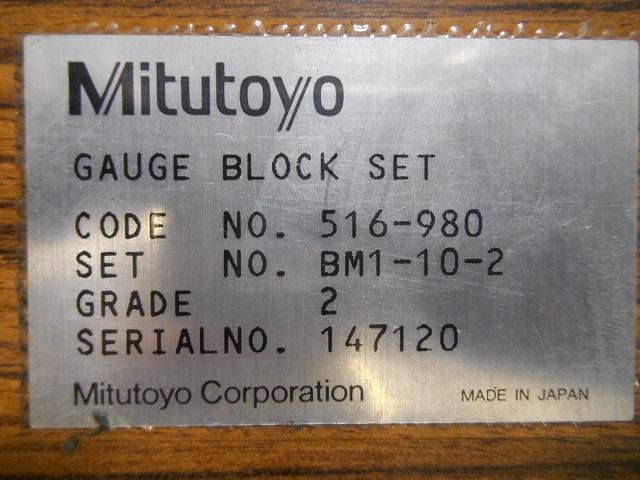 Mitutoyo
GAUGE BLOCK SET
CODE NO. 516-980
SET NO. BM1-10-2
GRADE 2
SERIALNO. 147120
Mitutoyo Corporation
MADE IN JAPAN